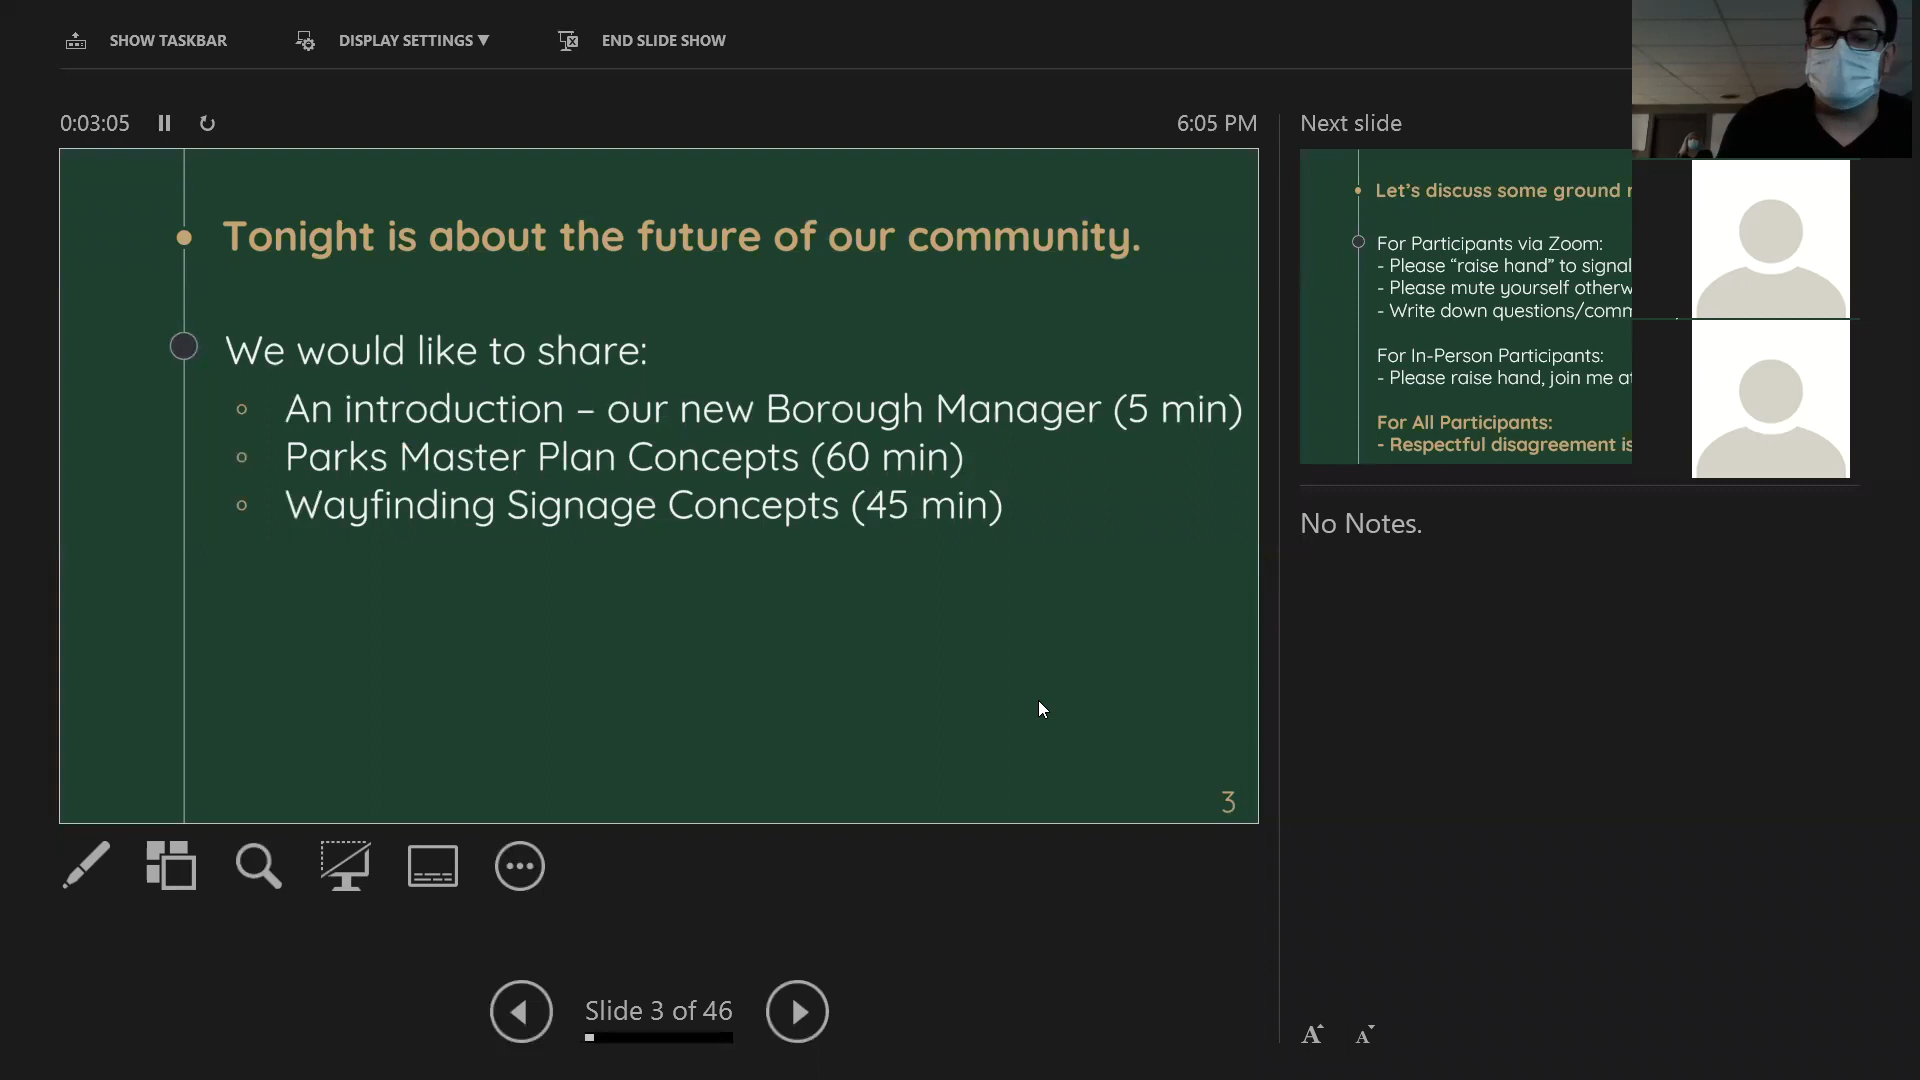 SHOW TASKBAR
DISPLAY SETTINGS ▼
END SLIDE SHOW
0:03:05
6:05 PM
Tonight is about the future of our community.
We would like to share:
An introduction – our new Borough Manager (5 min)
Parks Master Plan Concepts (60 min)
Wayfinding Signage Concepts (45 min)
3
Slide 3 of 46
Next slide
Let's discuss some ground
For Participants via Zoom:
- Please “raise hand” to signal
- Please mute yourself otherw
- Write down questions/comm
For In-Person Participants:
- Please raise hand, join me at
For All Participants:
- Respectful disagreement is
No Notes.
A A